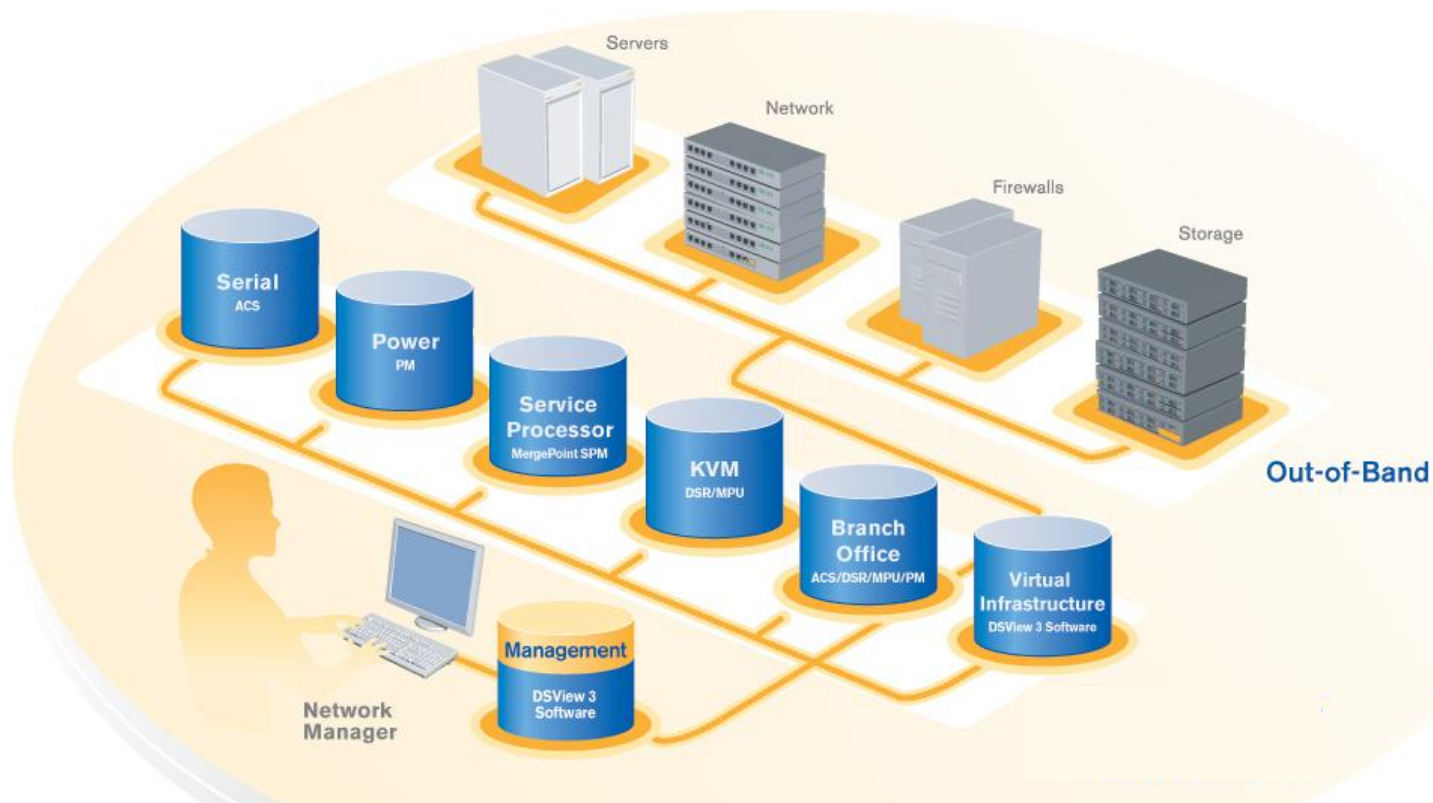 Servers
Network
Firewalls
Storage
Serial
ACS
Power
PM
Service
Processor
MergePoint SPM
KVM
DSR/MPU
Out-of-Band
Branch
Office
ACS/DSR/MPU/PM
Virtual
Infrastructure
DSView 3 Software
Management
DSView 3
Software
Network
Manager